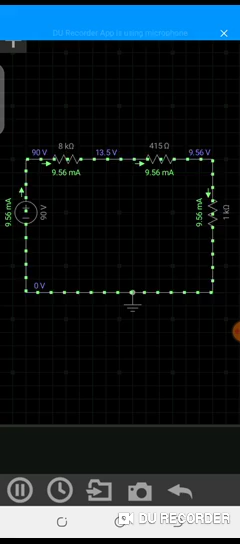 DU Recorder App is using microphone
8 kΩ
415 Ω
90 V
13.5 V
9.56 V
9.56 mA
9.56 mA
9.56 mA
90 V
9.56 mA
1 kΩ
0 V
DU RECORDER